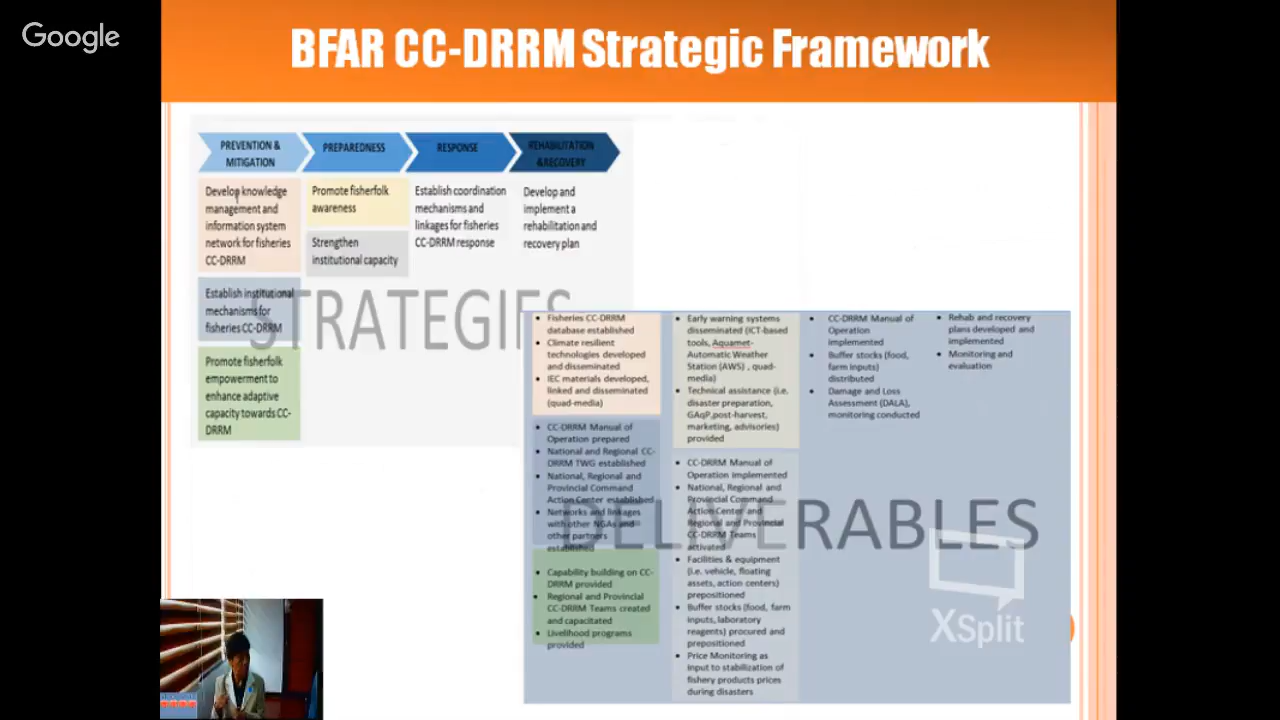 Google
BFAR CC-DRRM Strategic Framework
PREVENTION &
MITIGATION
PREPAREDNESS
RESPONSE
REHABILITATION
&RECOVERY
Develop knowledge
management and
information system
network for fisheries
CC-DRRM
Establish institutional
mechanisms for
fisheries CC-DRRM
Promote fisherfolk
empowerment to
enhance adaptive
capacity towards CC-
DRRM
Promote fisherfolk
awareness
Strengthen
institutional capacity
Establish coordination
mechanisms and
linkages for fisheries
CC-DRRM response
Develop and
implement a
rehabilitation and
recovery plan
STRATEGIES
• Fisheries CC-DRRM
database established
• Climate resilient
technologies developed
and disseminated
• IEC materials developed,
linked and disseminated
(quad-media)
• CC-DRRM Manual of
Operation prepared
• National and Regional CC-
DRRM TWG established
• National, Regional and
Provincial Command
Action Center established
• Networks and linkages
with other NGAs and
other partners
established
• Capability building on CC-
DRRM provided
• Regional and Provincial
CC-DRRM Teams created
and capacitated
• Livelihood programs
provided
• Early warning systems
disseminated (ICT-based
tools, Aquamet-
Automatic Weather
Station (AWS) , quad-
media)
• Technical assistance (i.e.
disaster preparation,
GAqP,post-harvest,
marketing, advisories)
provided
• CC-DRRM Manual of
Operation implemented
• National, Regional and
Provincial Command
Action Center and
Regional and Provincial
CC-DRRM Teams
activated
• Facilities & equipment
(i.e. vehicle, floating
assets, action centers)
prepositioned
• Buffer stocks (food, farm
inputs, laboratory
reagents) procured and
prepositioned
• Price Monitoring as
input to stabilization of
fishery products prices
during disasters
• CC-DRRM Manual of
Operation
implemented
• Buffer stocks (food,
farm inputs)
distributed
• Damage and Loss
Assessment (DALA),
monitoring conducted
• Rehab and recovery
plans developed and
implemented
• Monitoring and
evaluation
DELIVERABLES
XSplit